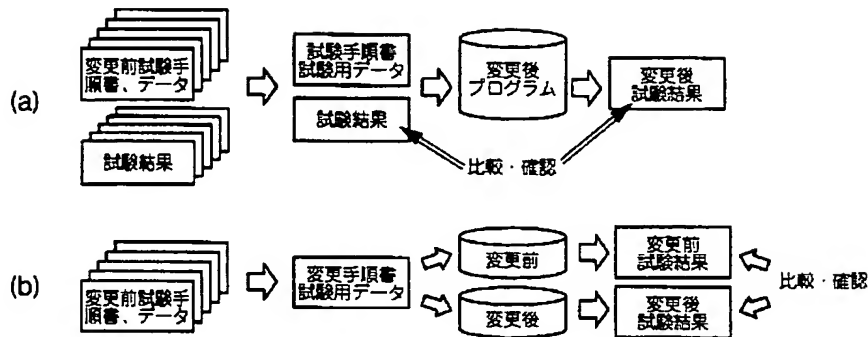 (a)
変更前試験手
順書、データ
試験結果
試験手順書
試験用データ
試験結果
変更後
プログラム
変更後
試験結果
比較・確認
(b)
変更前試験手
順書、データ
変更手順書
試験用データ
変更前
変更後
変更前
試験結果
変更後
試験結果
比較・確認